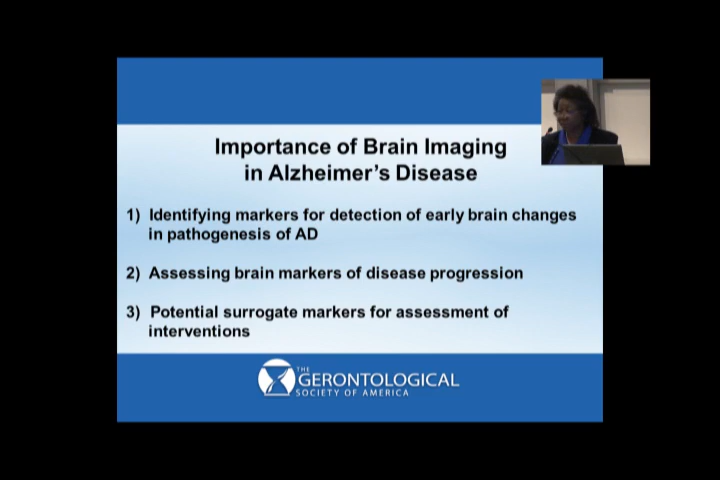 Importance of Brain Imaging
in Alzheimer's Disease
1) Identifying markers for detection of early brain changes
in pathogenesis of AD
2) Assessing brain markers of disease progression
3) Potential surrogate markers for assessment of
interventions
THE
GERONTOLOGICAL
SOCIETY OF AMERICA